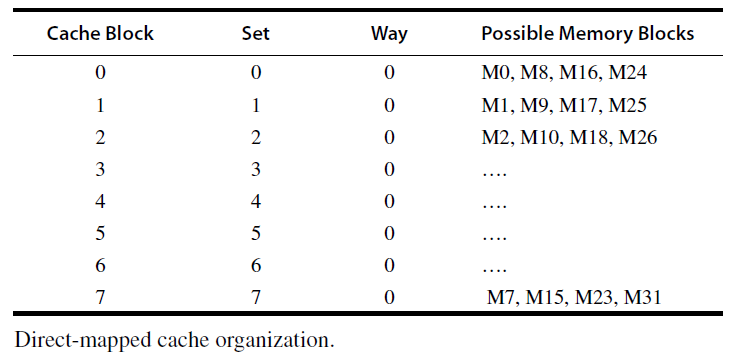 Cache Block Set Way Possible Memory Blocks
0 0 0 M0, M8, M16, M24
1 1 0 M1, M9, M17, M25
2 2 0 M2, M10, M18, M26
3 3 0 ....
4 4 0 ....
5 5 0 ....
6 6 0 ....
7 7 0 M7, M15, M23, M31
Direct-mapped cache organization.